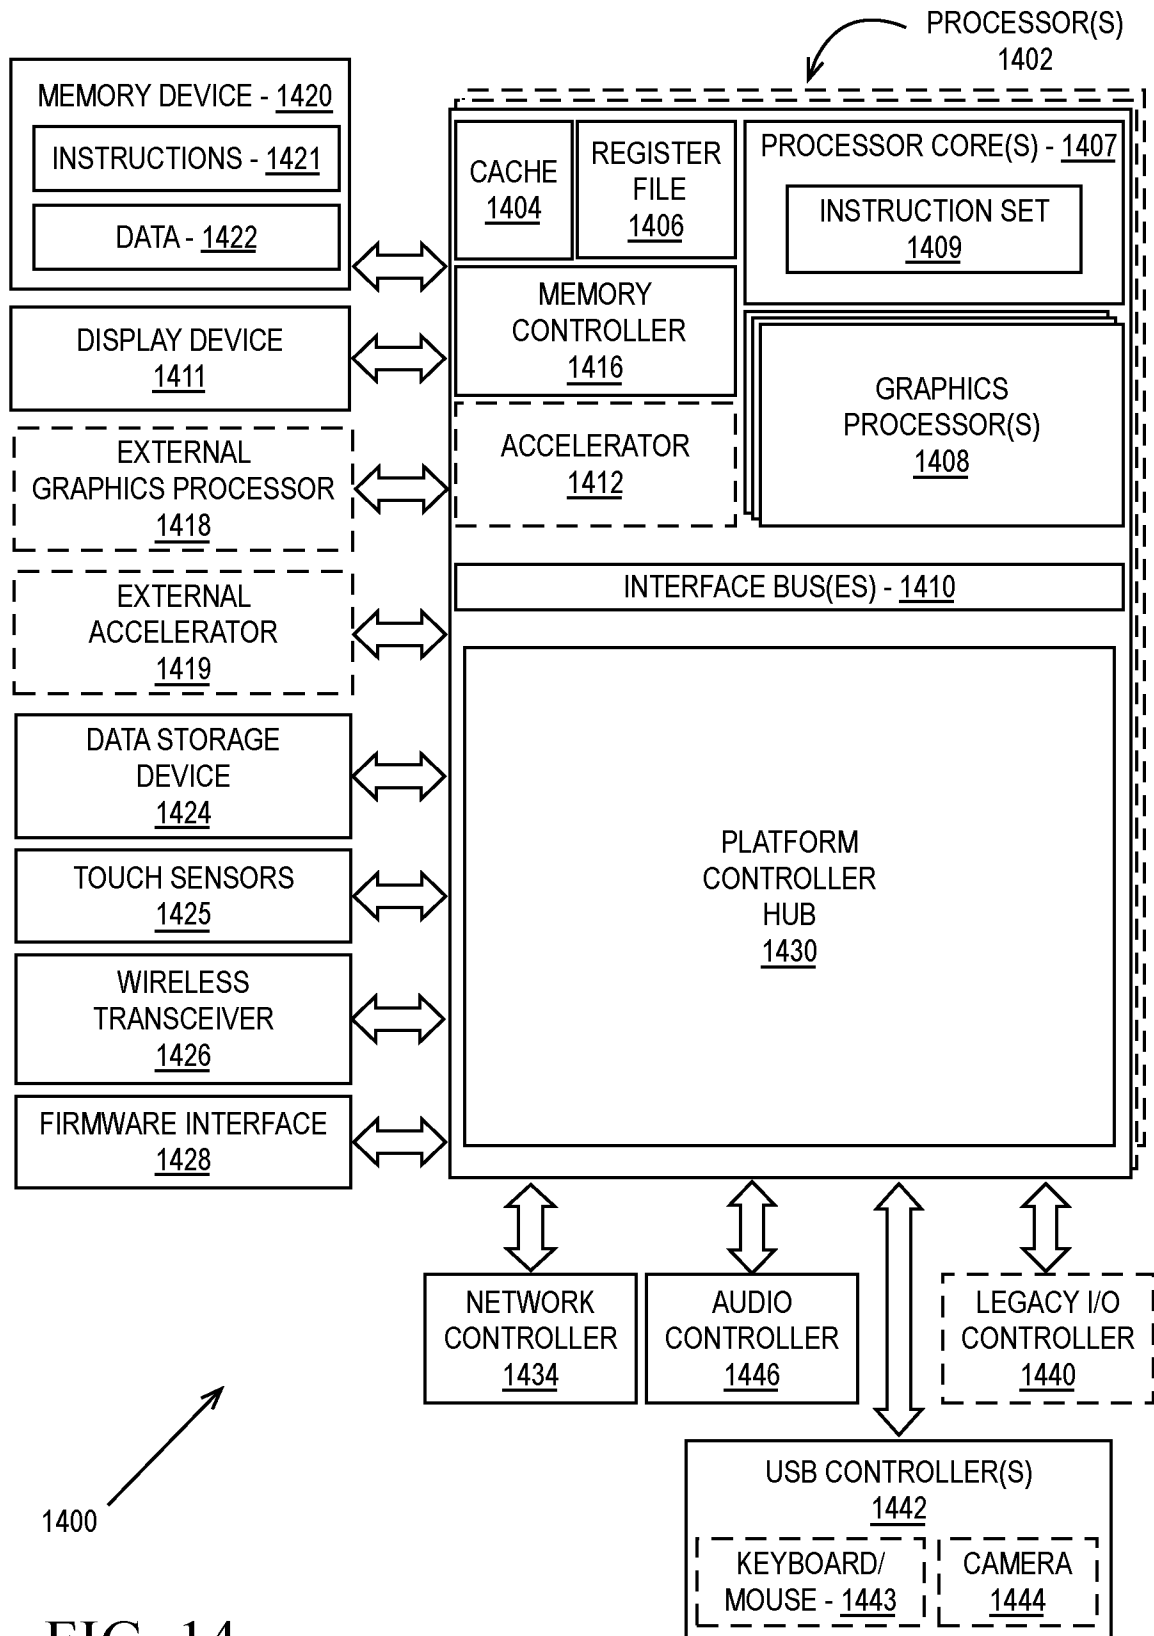 PROCESSOR(S)
1402
MEMORY DEVICE - 1420
INSTRUCTIONS - 1421
DATA - 1422
CACHE
1404
REGISTER
FILE
1406
PROCESSOR CORE(S) - 1407
INSTRUCTION SET
1409
MEMORY
CONTROLLER
1416
DISPLAY DEVICE
1411
GRAPHICS
PROCESSOR(S)
1408
EXTERNAL
GRAPHICS PROCESSOR
1418
ACCELERATOR
1412
EXTERNAL
ACCELERATOR
1419
INTERFACE BUS(ES) - 1410
DATA STORAGE
DEVICE
1424
TOUCH SENSORS
1425
PLATFORM
CONTROLLER
HUB
1430
WIRELESS
TRANSCEIVER
1426
FIRMWARE INTERFACE
1428
NETWORK
CONTROLLER
1434
AUDIO
CONTROLLER
1446
LEGACY I/O
CONTROLLER
1440
1400
USB CONTROLLER(S)
1442
KEYBOARD/
MOUSE - 1443
CAMERA
1444
FIG. 14